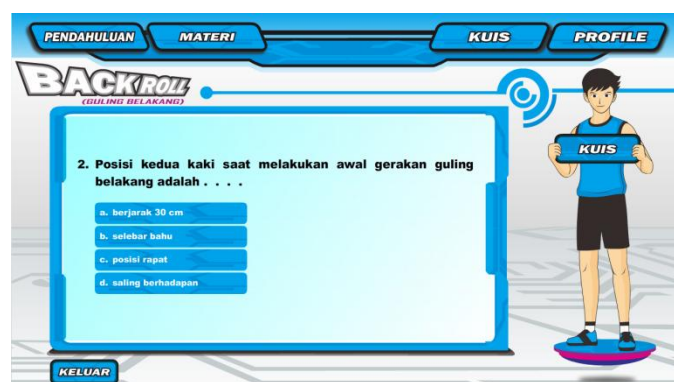 PENDAHULUAN
MATERI
KUIS
PROFILE
BACK ROLL
(GULING BELAKANG)
KUIS
2. Posisi kedua kaki saat melakukan awal gerakan guling
belakang adalah . . . .
a. berjarak 30 cm
b. selebar bahu
c. posisi rapat
d. saling berhadapan
KELUAR